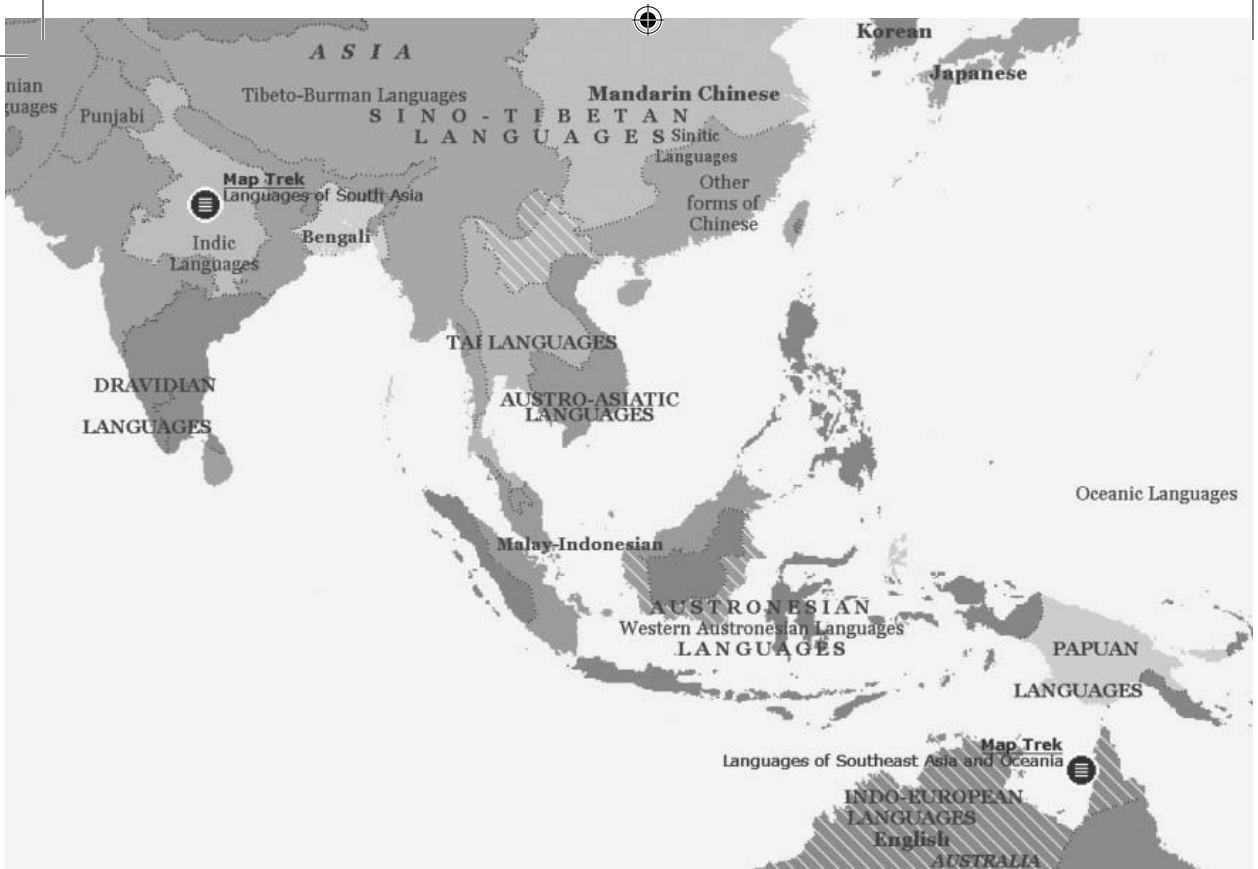 Korean
A S I A
Japanese
nian
guages
Tibeto-Burman Languages
Mandarin Chinese
Punjabi
SINO-TIBETAN
LANGUAGES
Sinitic
Languages
Map Trek
Languages of South Asia
Other
forms of
Chinese
Bengali
Indic
Languages
TAI LANGUAGES
DRAVIDIAN
LANGUAGES
AUSTRO-ASIATIC
LANGUAGES
Oceanic Languages
Malay-Indonesian
AUSTRONESIAN
Western Austronesian Languages
LANGUAGES
PAPUAN
LANGUAGES
Map Trek
Languages of Southeast Asia and Oceania
INDO-EUROPEAN
LANGUAGES
English
AUSTRALIA